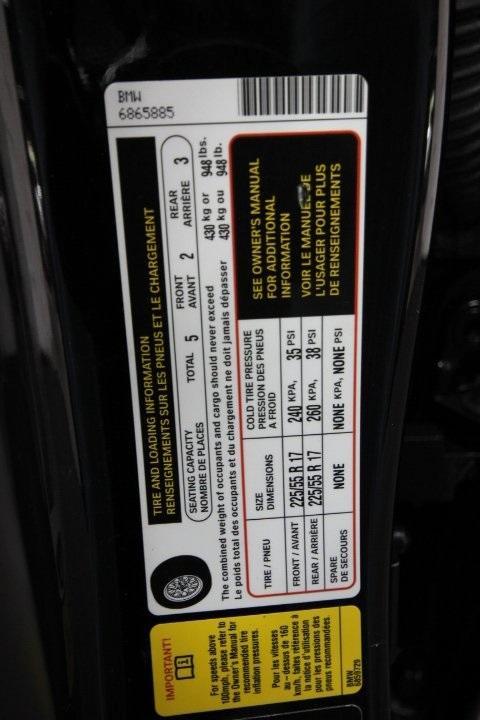 BMW
6865885
TIRE AND LOADING INFORMATION
RENSEIGNEMENTS SUR LES PNEUS ET LE CHARGEMENT
SEATING CAPACITY
NOMBRE DE PLACES
TOTAL 5
FRONT
AVANT 2
REAR
ARRIÈRE 3
The combined weight of occupants and cargo should never exceed 430 kg or 948 lbs.
Le poids total des occupants et du chargement ne doit jamais dépasser 430 kg ou 948 lb.
TIRE / PNEU
SIZE
DIMENSIONS
COLD TIRE PRESSURE
PRESSION DES PNEUS
A FROID
FRONT / AVANT 225/55 R 17 240 KPA, 35 PSI
REAR / ARRIÈRE 225/55 R 17 260 KPA, 38 PSI
SPARE
DE SECOURS
NONE NONE KPA, NONE PSI
SEE OWNER'S MANUAL
FOR ADDITIONAL
INFORMATION
VOIR LE MANUEL DE
L'USAGER POUR PLUS
DE RENSEIGNEMENTS
IMPORTANT!
For speeds above
100mph, please refer to
the Owner's Manual for
recommended tire
inflation pressures.
Pour les vitesses
au - dessus de 160
km/h, faites référence à
la notice d'utilisation
pour les pressions des
pneus recommandées.
BMW
6859729